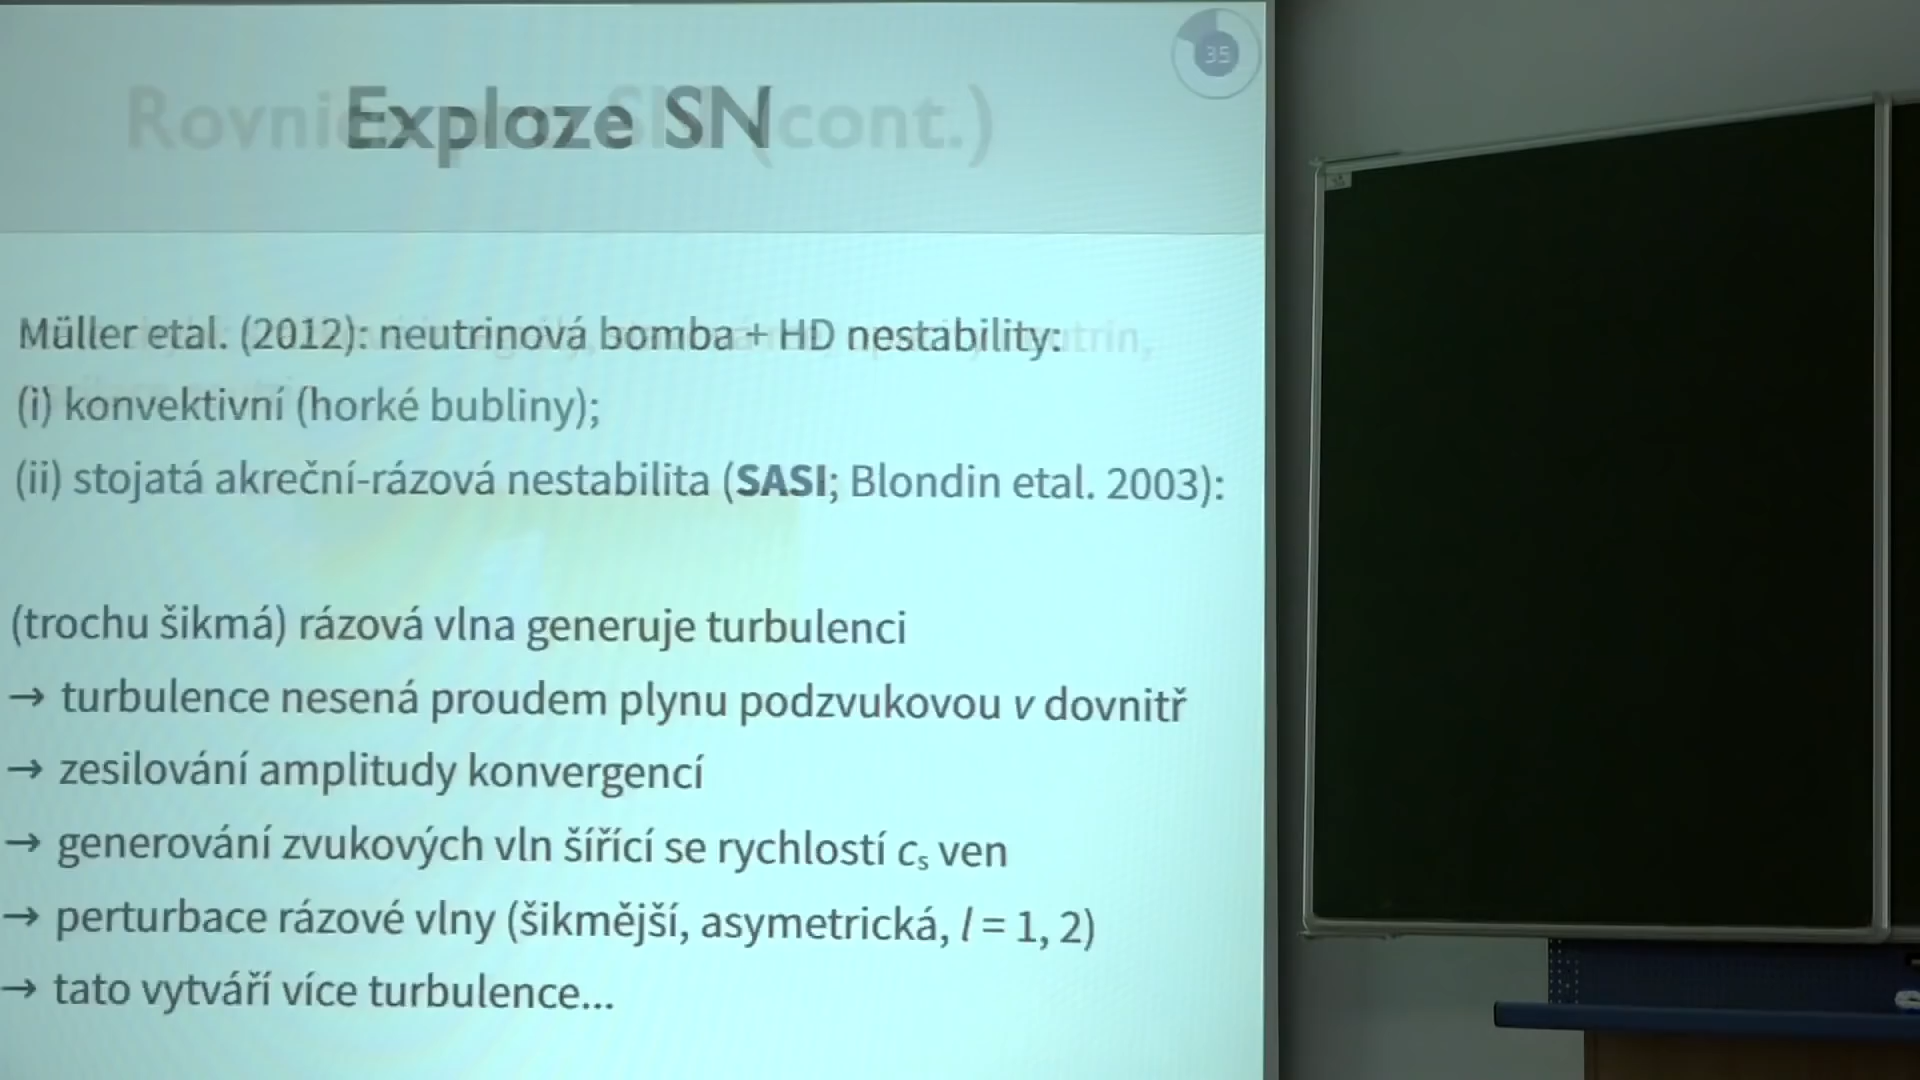 35
Rovnice SN (cont.)
Exploze SN
Müller etal. (2012): neutrinová bomba + HD nestability:
(i) konvektivní (horké bubliny);
(ii) stojatá akreční-rázová nestabilita (SASI; Blondin etal. 2003):
(trochu šikmá) rázová vlna generuje turbulenci
→ turbulence nesená proudem plynu podzvukovou v dovnitř
→ zesilování amplitudy konvergencí
→ generování zvukových vln šířící se rychlostí cₛ ven
→ perturbace rázové vlny (šikmější, asymetrická, l = 1, 2)
→ tato vytváří více turbulence...